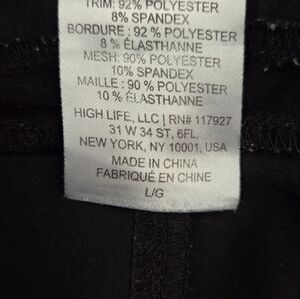 TRIM: 92% POLYESTER
8% SPANDEX
BORDURE : 92 % POLYESTER
8 % ÉLASTHANNE
MESH: 90% POLYESTER
10% SPANDEX
MAILLE : 90 % POLYESTER
10 % ÉLASTHANNE
HIGH LIFE, LLC | RN# 117927
31 W 34 ST, 6FL.
NEW YORK, NY 10001, USA
MADE IN CHINA
FABRIQUÉ EN CHINE
L/G